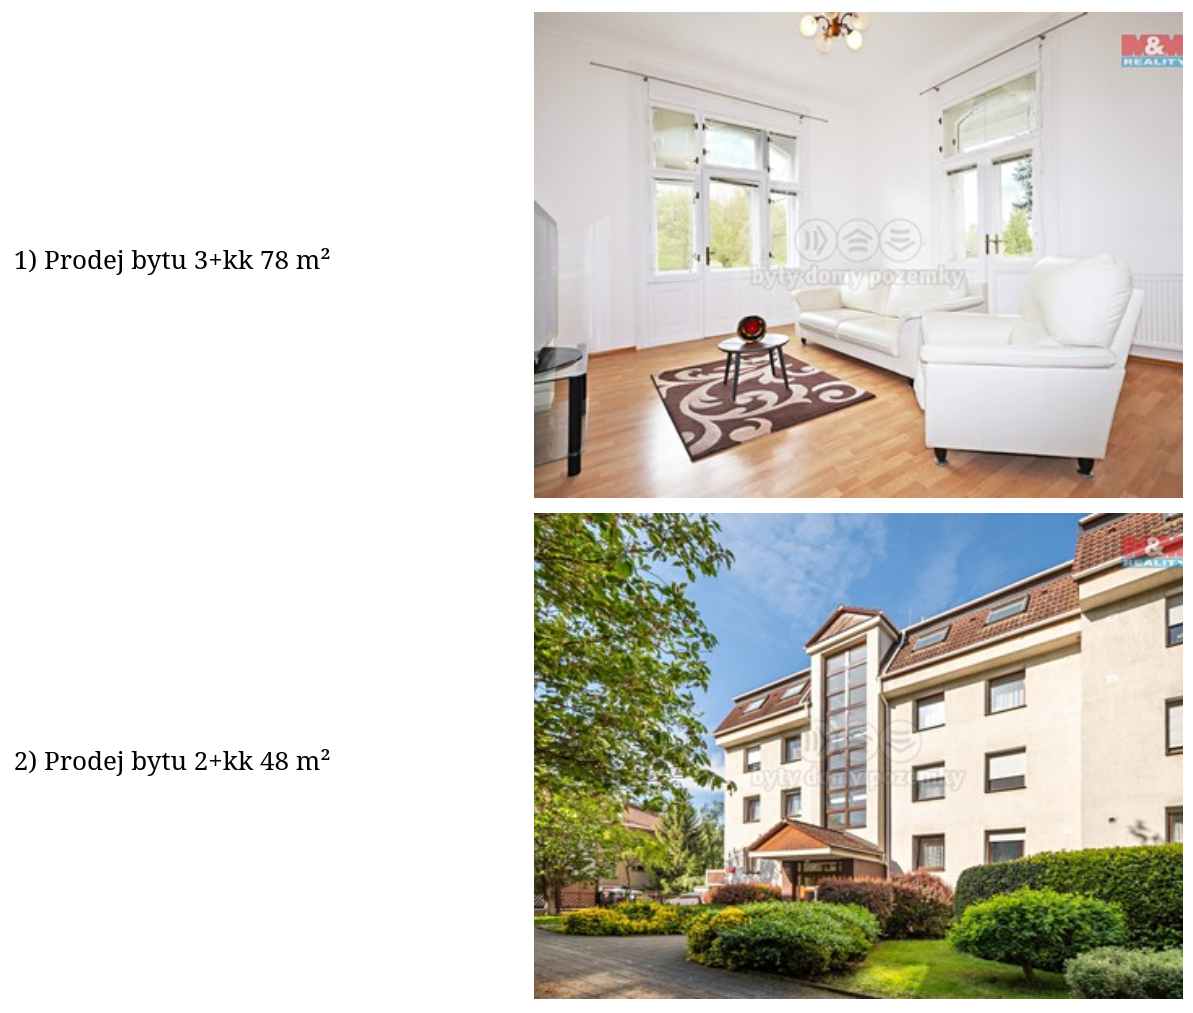 M&M
REALITY
1) Prodej bytu 3+kk 78 m²
byty domy pozemky
M&M
REALITY
2) Prodej bytu 2+kk 48 m²
byty domy pozemky